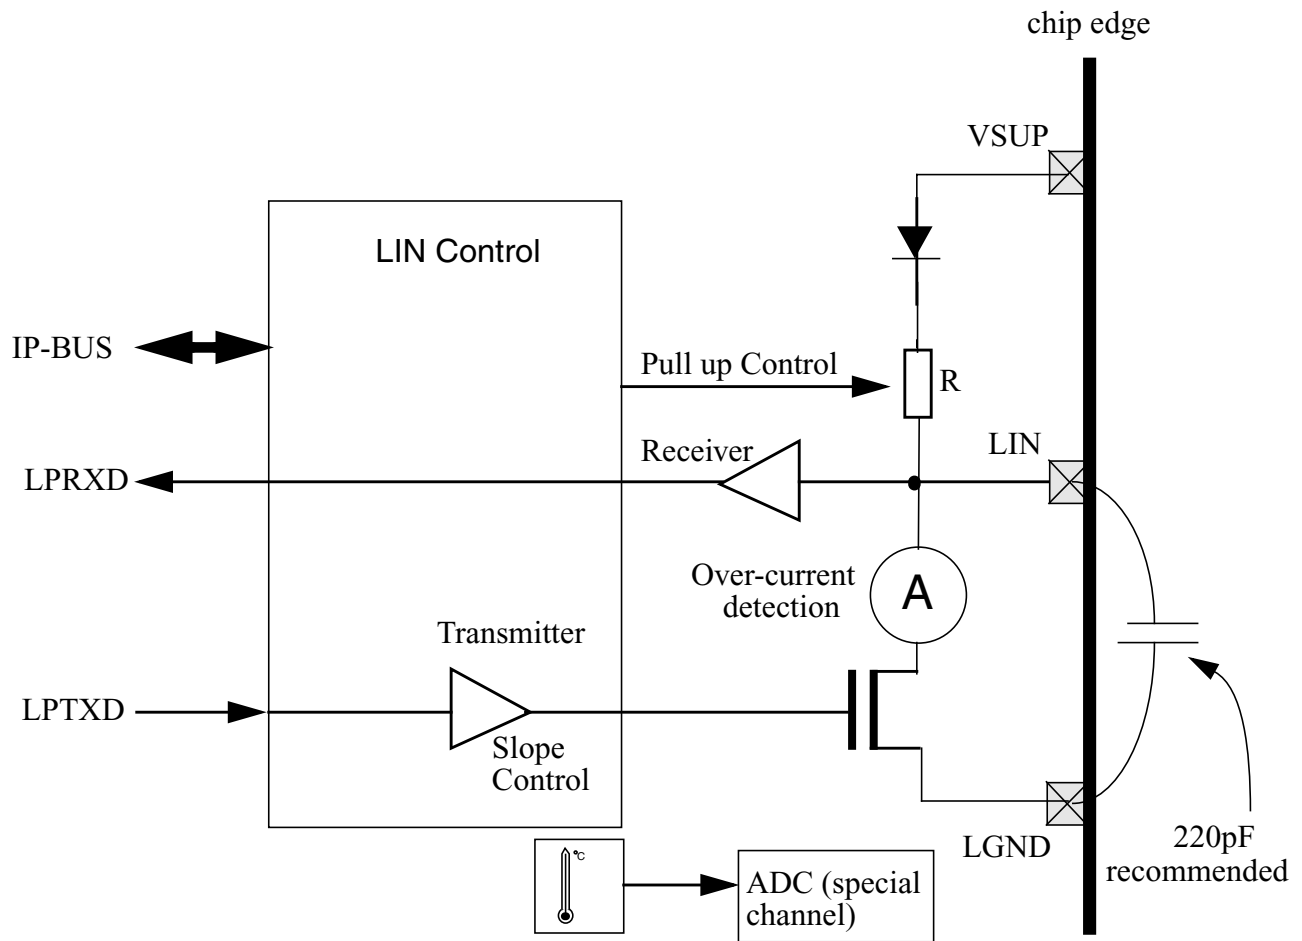 chip edge
VSUP
LIN Control
IP-BUS
Pull up Control
R
Receiver
LIN
LPRXD
Over-current
detection
A
Transmitter
LPTXD
Slope
Control
LGND
220pF
recommended
°C
ADC (special
channel)